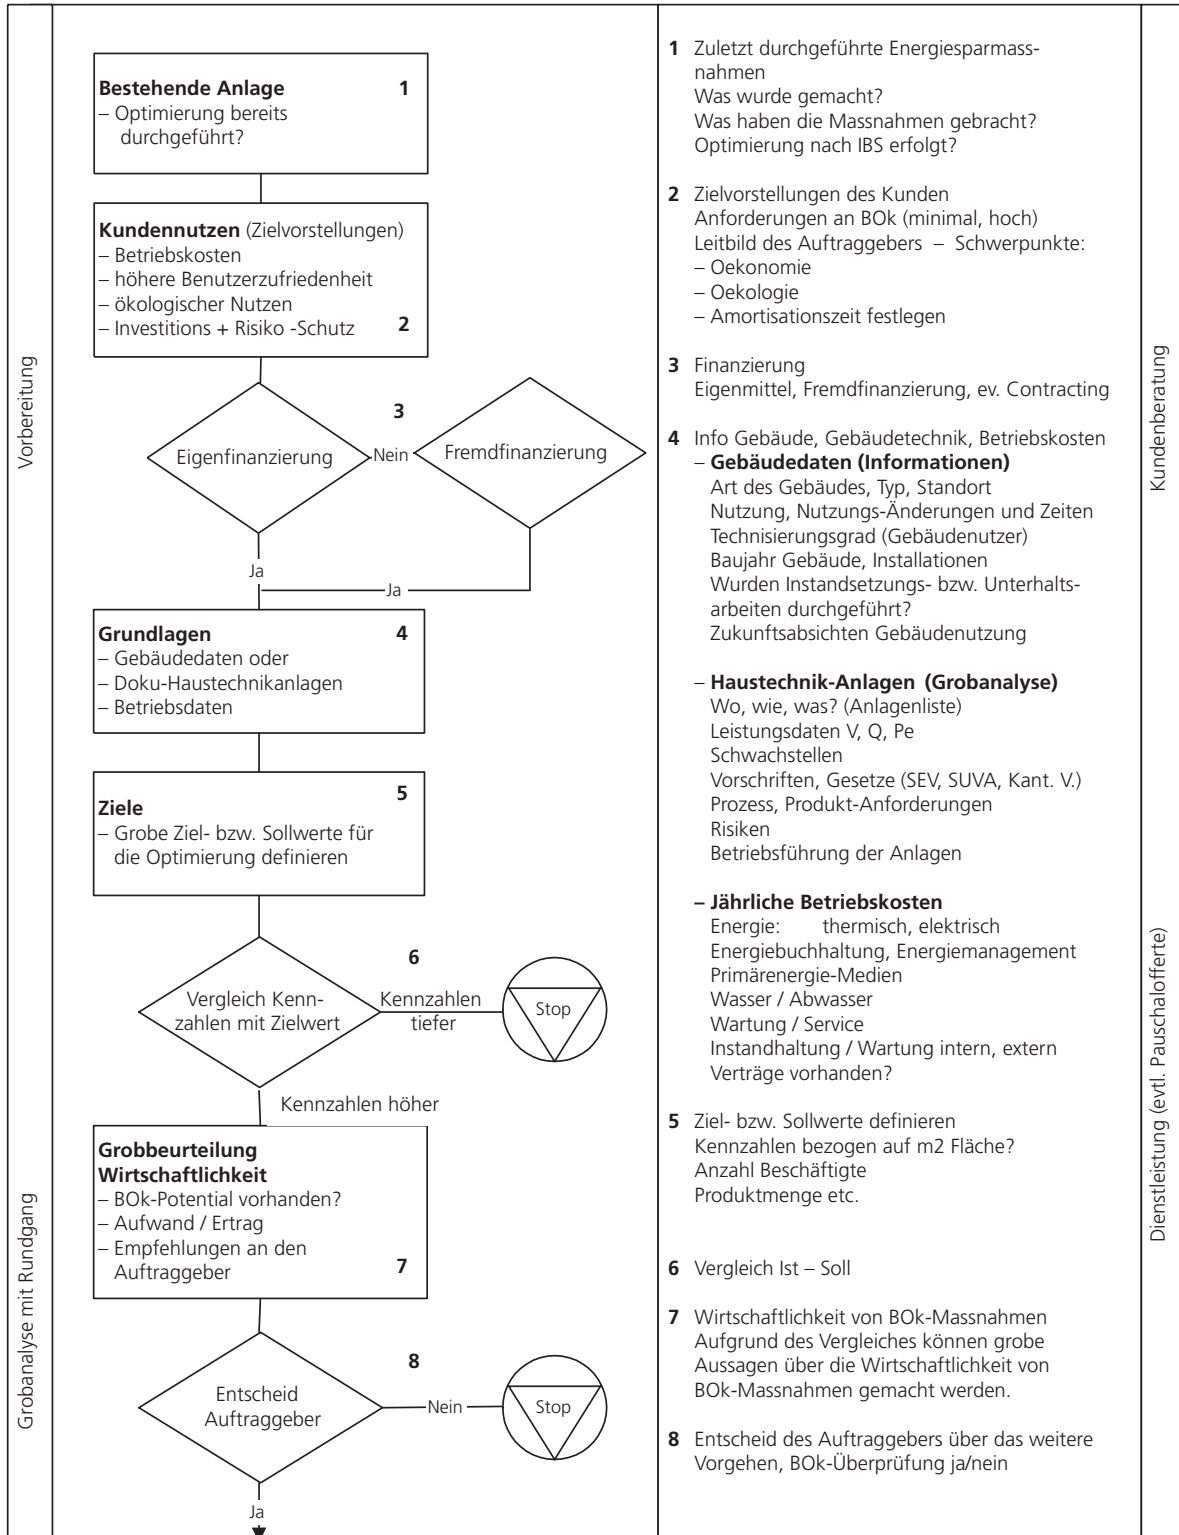 Vorbereitung
Grobanalyse mit Rundgang
Bestehende Anlage 1
– Optimierung bereits
durchgeführt?
Kundennutzen (Zielvorstellungen)
– Betriebskosten
– höhere Benutzerzufriedenheit
– ökologischer Nutzen
– Investitions + Risiko -Schutz 2
3
Eigenfinanzierung
Nein
Fremdfinanzierung
Ja
Ja
Grundlagen 4
– Gebäudedaten oder
– Doku-Haustechnikanlagen
– Betriebsdaten
Ziele 5
– Grobe Ziel- bzw. Sollwerte für
die Optimierung definieren
6
Vergleich Kenn-
zahlen mit Zielwert
Kennzahlen
tiefer
Stop
Kennzahlen höher
Grobbeurteilung
Wirtschaftlichkeit
– BOk-Potential vorhanden?
– Aufwand / Ertrag
– Empfehlungen an den
Auftraggeber 7
8
Entscheid
Auftraggeber
Nein
Stop
Ja
1 Zuletzt durchgeführte Energiesparmass-
nahmen
Was wurde gemacht?
Was haben die Massnahmen gebracht?
Optimierung nach IBS erfolgt?
2 Zielvorstellungen des Kunden
Anforderungen an BOk (minimal, hoch)
Leitbild des Auftraggebers – Schwerpunkte:
– Oekonomie
– Oekologie
– Amortisationszeit festlegen
3 Finanzierung
Eigenmittel, Fremdfinanzierung, ev. Contracting
4 Info Gebäude, Gebäudetechnik, Betriebskosten
– Gebäudedaten (Informationen)
Art des Gebäudes, Typ, Standort
Nutzung, Nutzungs-Änderungen und Zeiten
Technisierungsgrad (Gebäudenutzer)
Baujahr Gebäude, Installationen
Wurden Instandsetzungs- bzw. Unterhalts-
arbeiten durchgeführt?
Zukunftsabsichten Gebäudenutzung
– Haustechnik-Anlagen (Grobanalyse)
Wo, wie, was? (Anlagenliste)
Leistungsdaten V, Q, Pe
Schwachstellen
Vorschriften, Gesetze (SEV, SUVA, Kant. V.)
Prozess, Produkt-Anforderungen
Risiken
Betriebsführung der Anlagen
– Jährliche Betriebskosten
Energie: thermisch, elektrisch
Energiebuchhaltung, Energiemanagement
Primärenergie-Medien
Wasser / Abwasser
Wartung / Service
Instandhaltung / Wartung intern, extern
Verträge vorhanden?
5 Ziel- bzw. Sollwerte definieren
Kennzahlen bezogen auf m2 Fläche?
Anzahl Beschäftigte
Produktmenge etc.
6 Vergleich Ist – Soll
7 Wirtschaftlichkeit von BOk-Massnahmen
Aufgrund des Vergleiches können grobe
Aussagen über die Wirtschaftlichkeit von
BOk-Massnahmen gemacht werden.
8 Entscheid des Auftraggebers über das weitere
Vorgehen, BOk-Überprüfung ja/nein
Kundenberatung
Dienstleistung (evtl. Pauschalofferte)